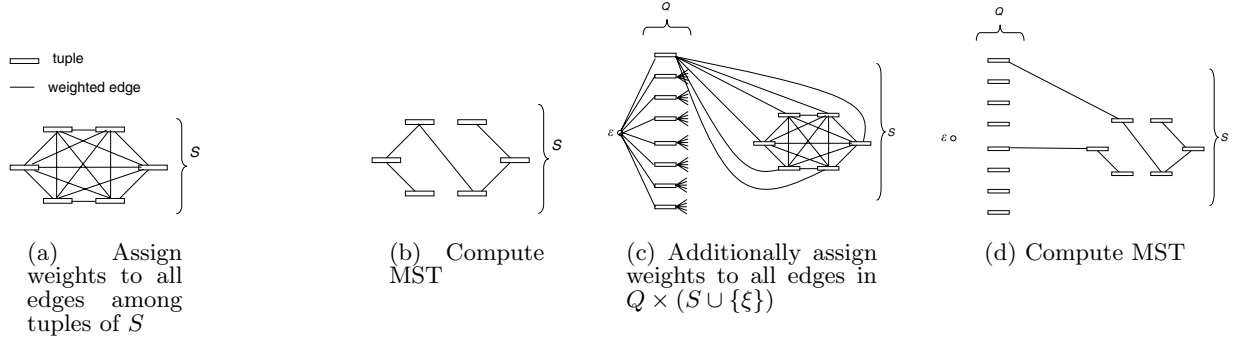 tuple
weighted edge
S
(a) Assign
weights to all
edges among
tuples of S
S
(b) Compute
MST
Q
ε
S
(c) Additionally assign
weights to all edges in
Q × (S ∪ {ξ})
Q
ε
S
(d) Compute MST